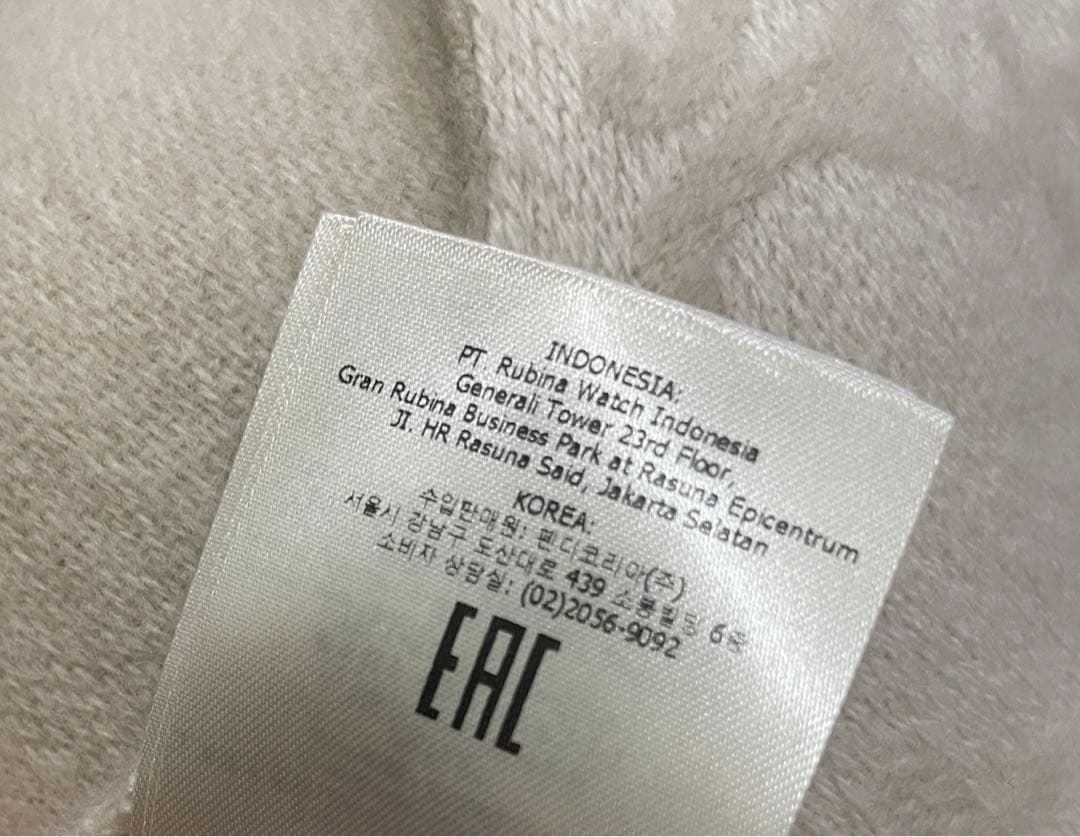 INDONESIA:
PT Rubina Watch Indonesia
Generali Tower 23rd Floor,
Gran Rubina Business Park at Rasuna Epicentrum
Jl. HR Rasuna Said, Jakarta Selatan
KOREA:
수입판매원: 펜디코리아(주)
서울시 강남구 도산대로 439 소통빌딩 6층
소비자 상담실: (02)2056-9092
EAC